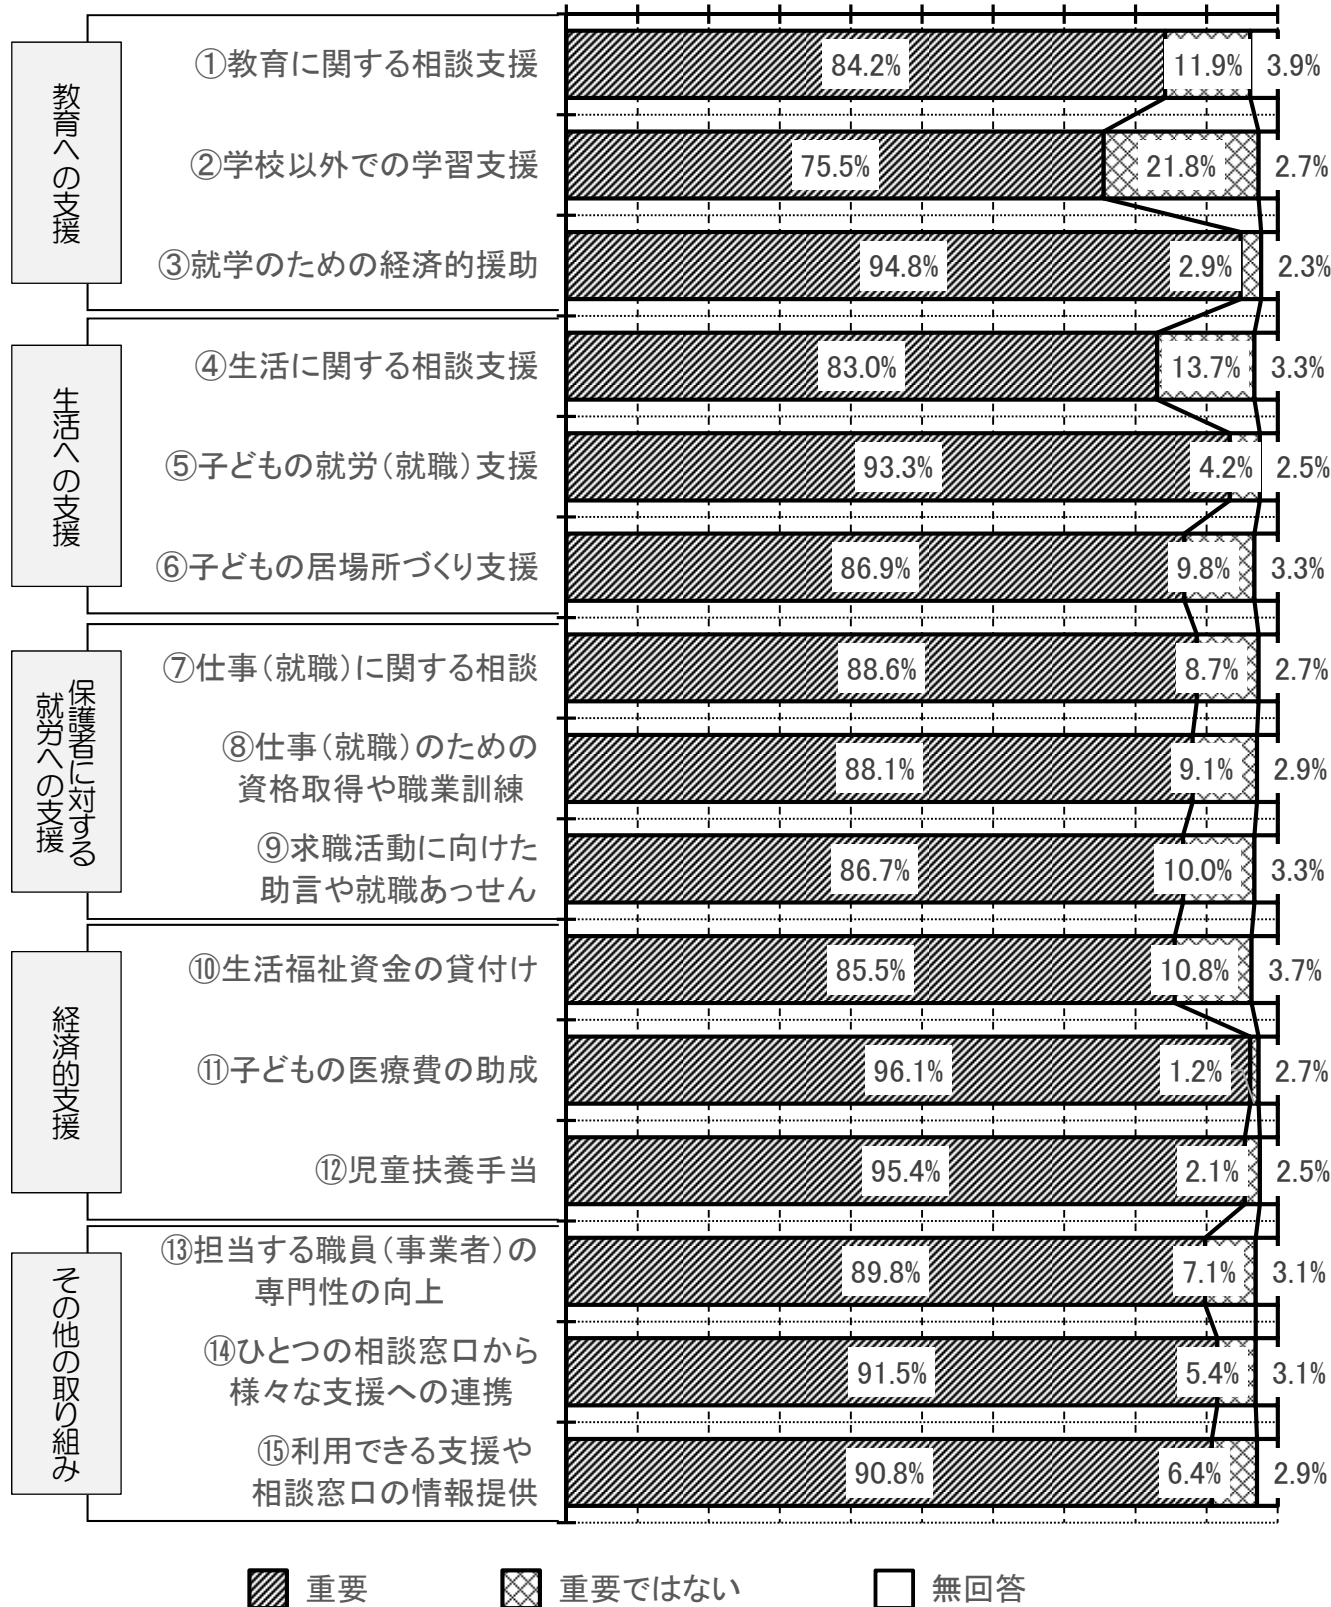 教育への支援
①教育に関する相談支援
84.2%
11.9%
3.9%
②学校以外での学習支援
75.5%
21.8%
2.7%
③就学のための経済的援助
94.8%
2.9%
2.3%
生活への支援
④生活に関する相談支援
83.0%
13.7%
3.3%
⑤子どもの就労(就職)支援
93.3%
4.2%
2.5%
⑥子どもの居場所づくり支援
86.9%
9.8%
3.3%
保護者に対する
就労への支援
⑦仕事(就職)に関する相談
88.6%
8.7%
2.7%
⑧仕事(就職)のための
資格取得や職業訓練
88.1%
9.1%
2.9%
⑨求職活動に向けた
助言や就職あっせん
86.7%
10.0%
3.3%
経済的支援
⑩生活福祉資金の貸付け
85.5%
10.8%
3.7%
⑪子どもの医療費の助成
96.1%
1.2%
2.7%
⑫児童扶養手当
95.4%
2.1%
2.5%
その他の取り組み
⑬担当する職員(事業者)の
専門性の向上
89.8%
7.1%
3.1%
⑭ひとつの相談窓口から
様々な支援への連携
91.5%
5.4%
3.1%
⑮利用できる支援や
相談窓口の情報提供
90.8%
6.4%
2.9%
重要
重要ではない
無回答